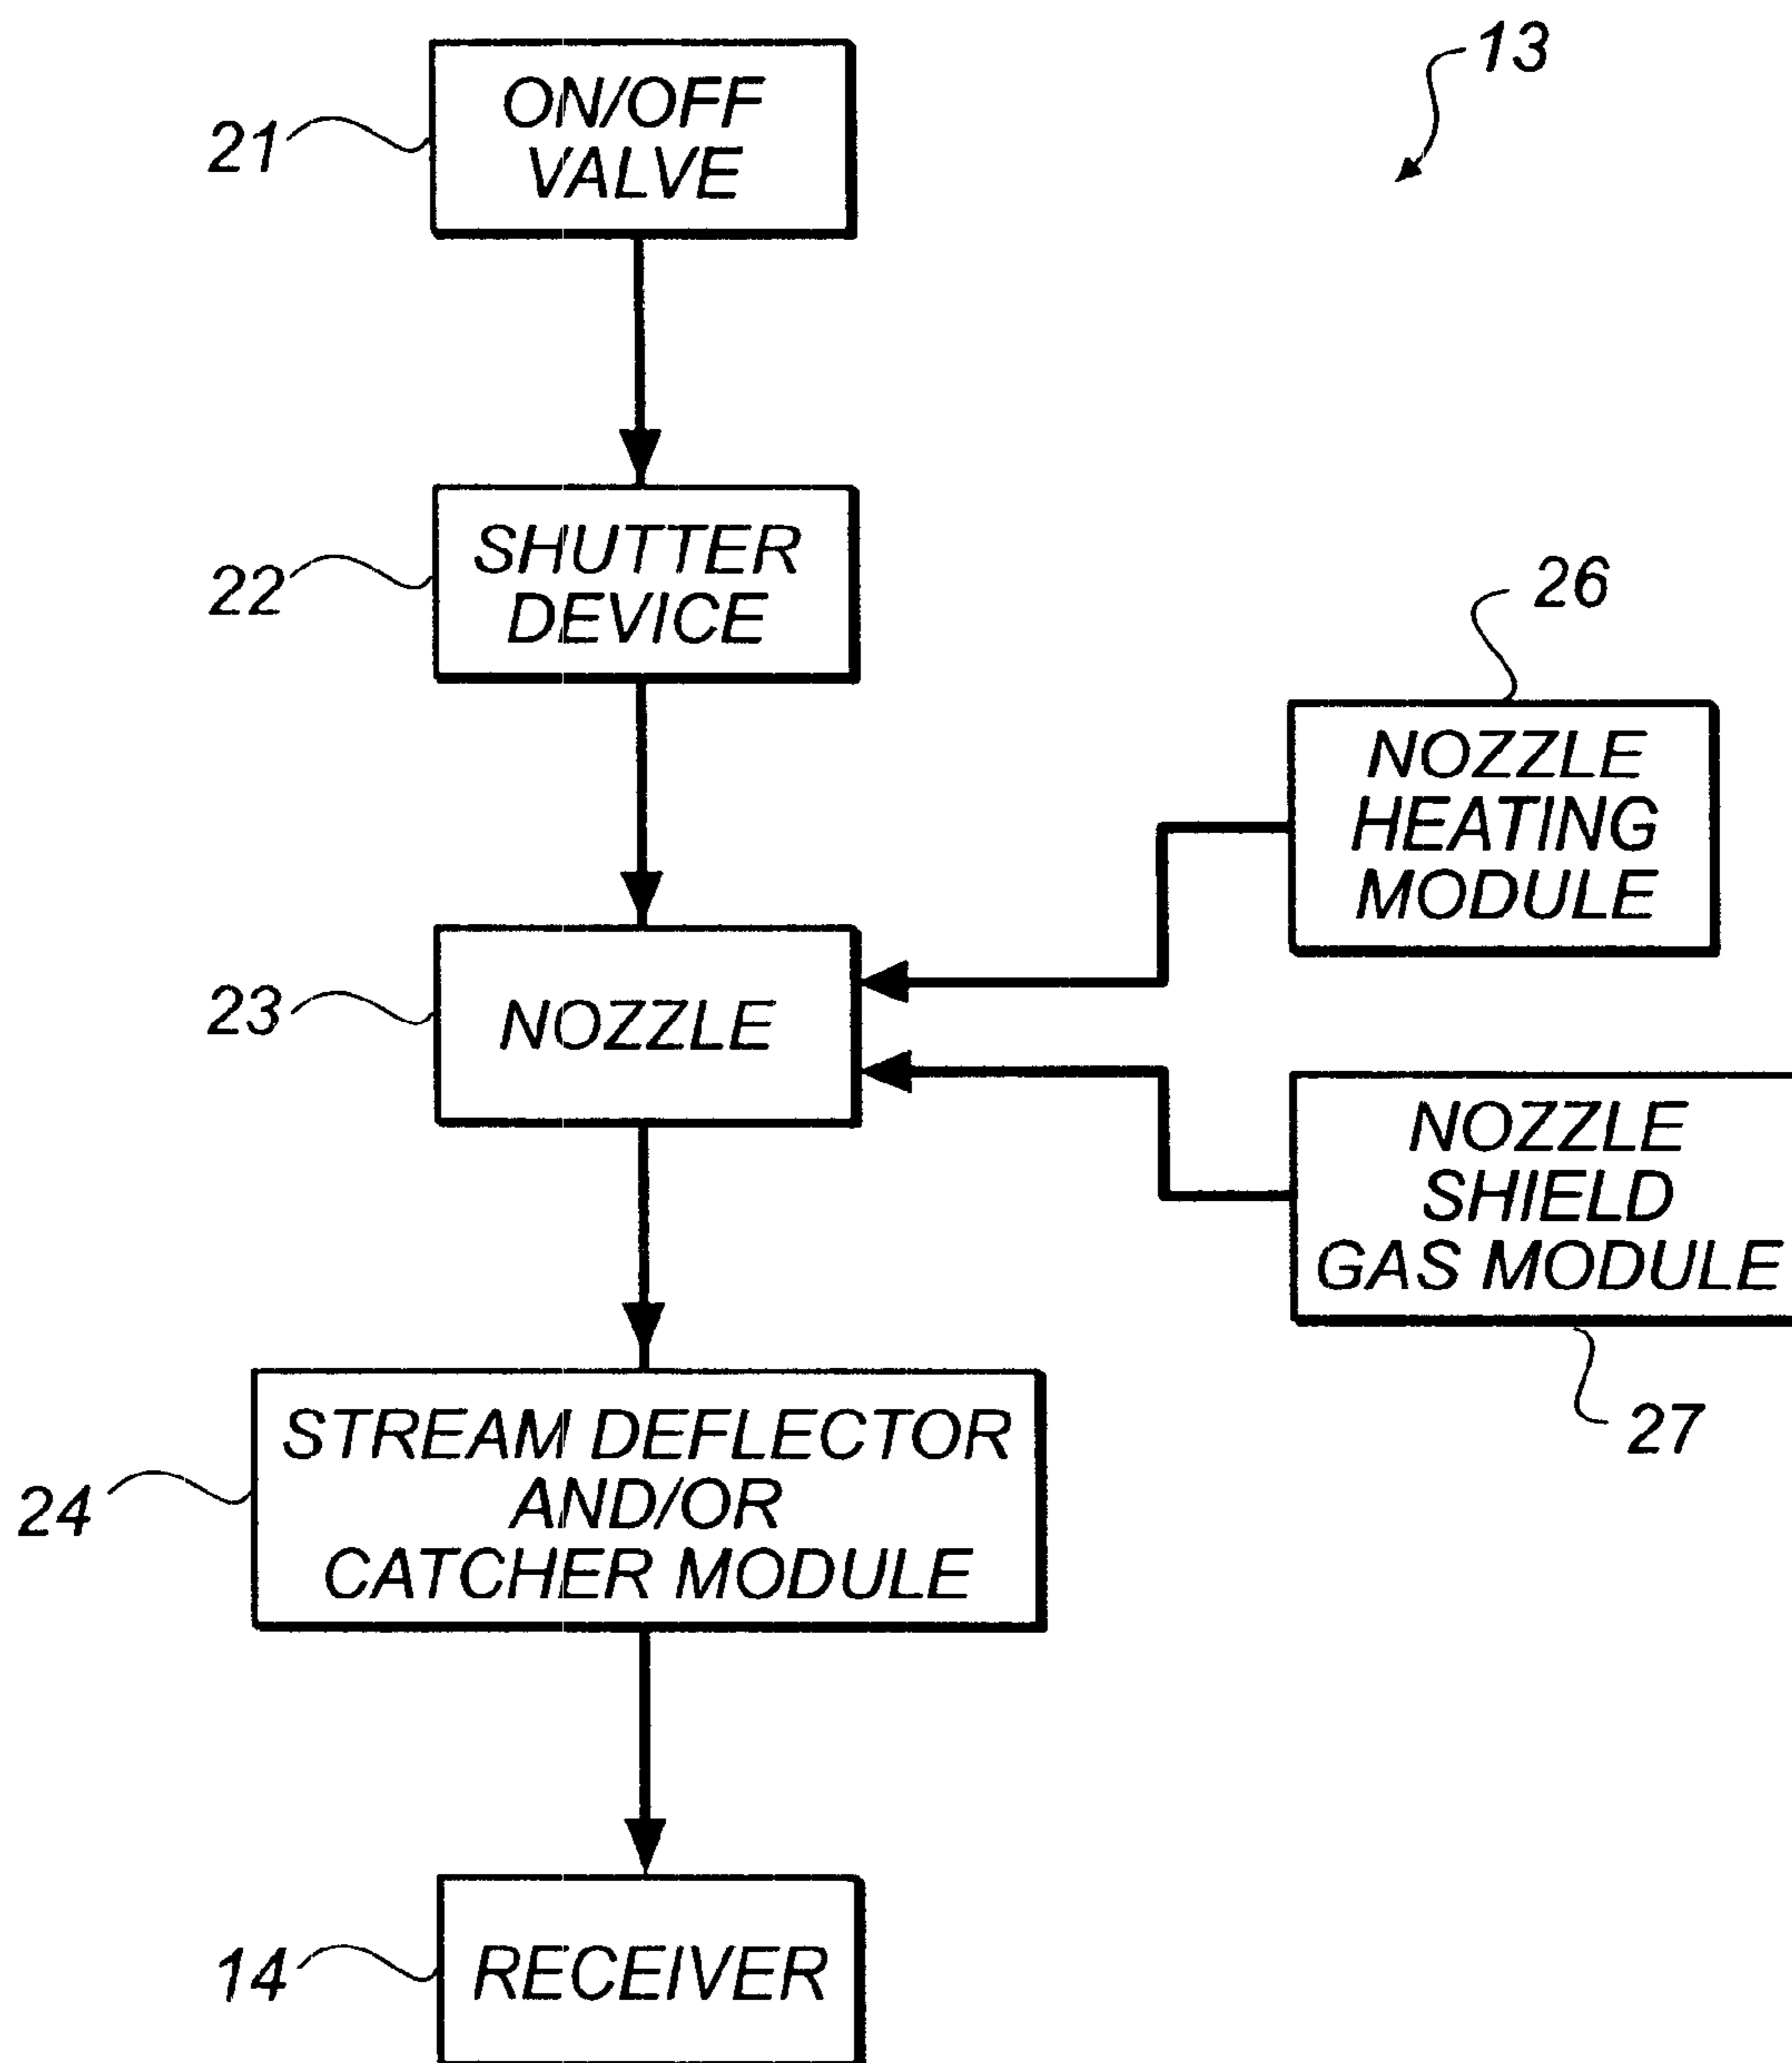 13
ON/OFF
VALVE
21
SHUTTER
DEVICE
22
26
NOZZLE
HEATING
MODULE
NOZZLE
23
NOZZLE
SHIELD
GAS MODULE
27
STREAM DEFLECTOR
AND/OR
CATCHER MODULE
24
RECEIVER
14